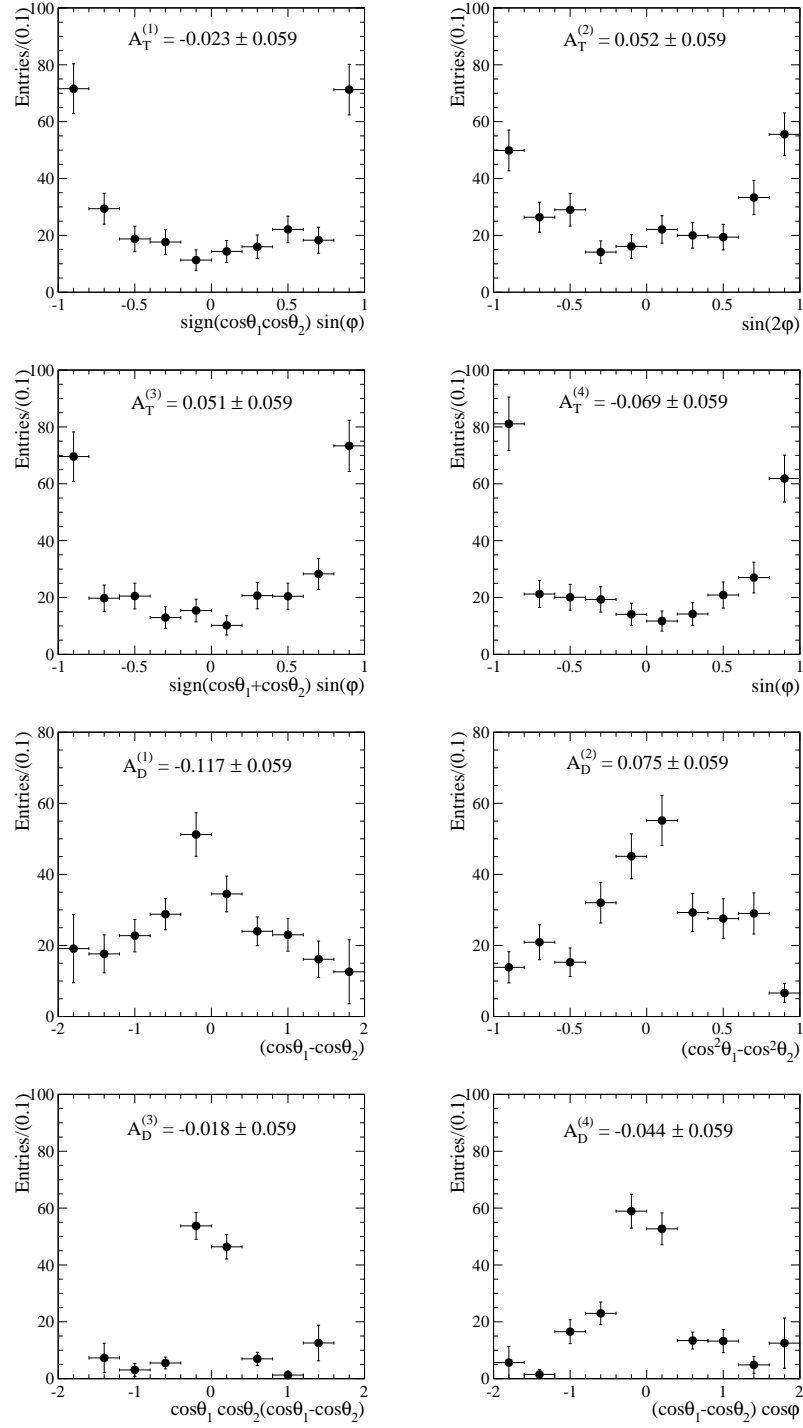 Entries/(0.1)
A_T^(1) = -0.023 ± 0.059
100
80
60
40
20
0
-1 -0.5 0 0.5 1
sign(cosθ₁cosθ₂) sin(φ)
Entries/(0.1)
A_T^(2) = 0.052 ± 0.059
100
80
60
40
20
0
-1 -0.5 0 0.5 1
sin(2φ)
Entries/(0.1)
A_T^(3) = 0.051 ± 0.059
100
80
60
40
20
0
-1 -0.5 0 0.5 1
sign(cosθ₁+cosθ₂) sin(φ)
Entries/(0.1)
A_T^(4) = -0.069 ± 0.059
100
80
60
40
20
0
-1 -0.5 0 0.5 1
sin(φ)
Entries/(0.1)
A_D^(1) = -0.117 ± 0.059
80
60
40
20
0
-2 -1 0 1 2
(cosθ₁-cosθ₂)
Entries/(0.1)
A_D^(2) = 0.075 ± 0.059
80
60
40
20
0
-1 -0.5 0 0.5 1
(cos²θ₁-cos²θ₂)
Entries/(0.1)
A_D^(3) = -0.018 ± 0.059
100
80
60
40
20
0
-2 -1 0 1 2
cosθ₁ cosθ₂(cosθ₁-cosθ₂)
Entries/(0.1)
A_D^(4) = -0.044 ± 0.059
100
80
60
40
20
0
-2 -1 0 1 2
(cosθ₁-cosθ₂) cosφ